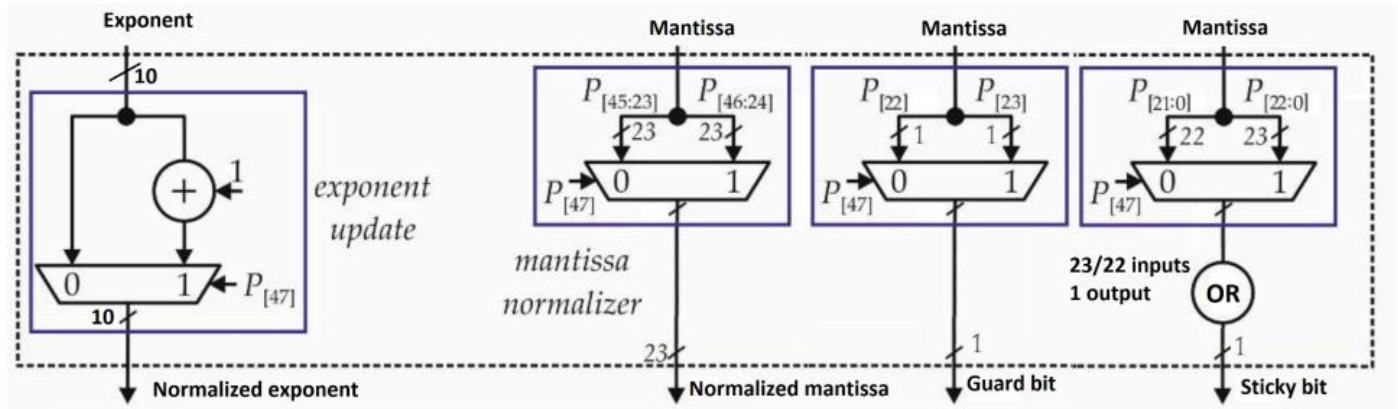 Exponent
Mantissa
Mantissa
Mantissa
10
P[45:23]
P[46:24]
P[22]
P[23]
P[21:0]
P[22:0]
23
23
1
1
22
23
+
1
exponent
update
P[47]
0
1
P[47]
0
1
P[47]
0
1
0
1
P[47]
10
mantissa
normalizer
23/22 inputs
1 output
OR
23
1
1
Normalized exponent
Normalized mantissa
Guard bit
Sticky bit